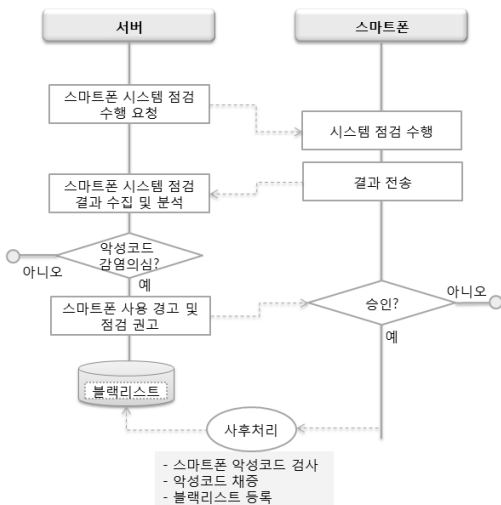 서버
스마트폰
스마트폰 시스템 점검
수행 요청
시스템 점검 수행
결과 전송
스마트폰 시스템 점검
결과 수집 및 분석
악성코드
감염의심?
아니오
예
스마트폰 사용 경고 및
점검 권고
승인?
아니오
예
블랙리스트
사후처리
- 스마트폰 악성코드 검사
- 악성코드 채증
- 블랙리스트 등록